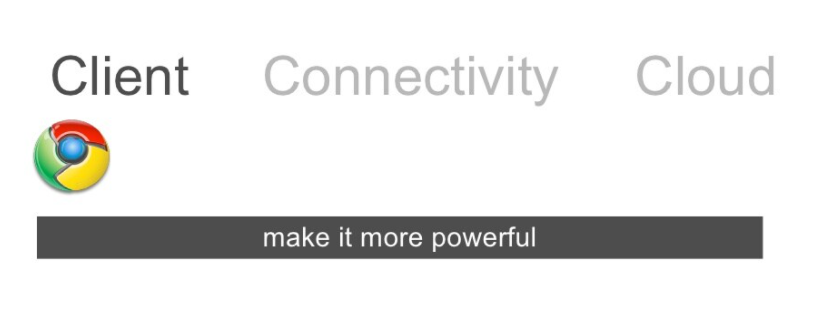 Client Connectivity Cloud
make it more powerful